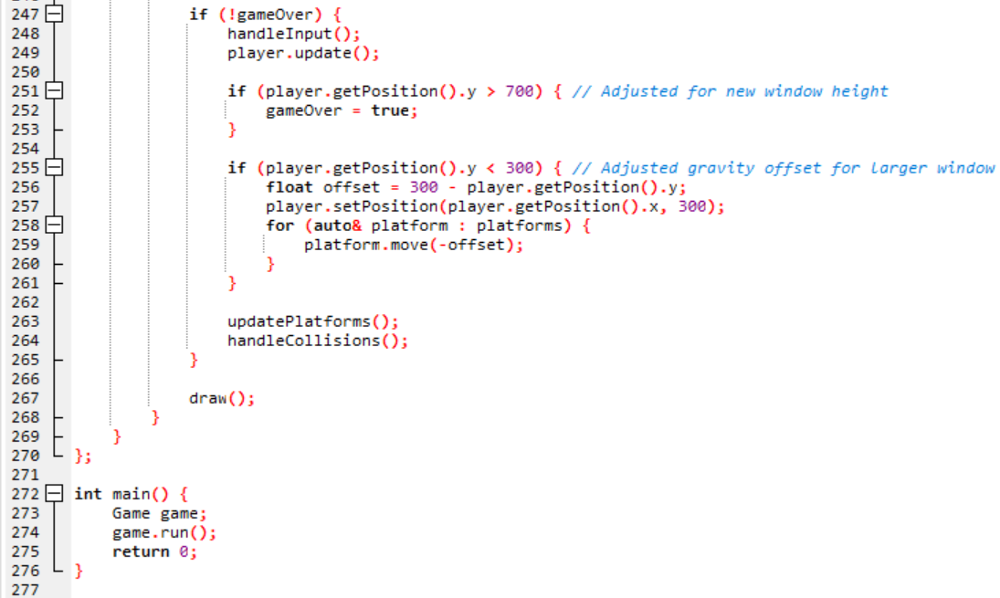 247 if (!gameOver) {
248 handleInput();
249 player.update();
250
251 if (player.getPosition().y > 700) { // Adjusted for new window height
252 gameOver = true;
253 }
254
255 if (player.getPosition().y < 300) { // Adjusted gravity offset for larger window
256 float offset = 300 - player.getPosition().y;
257 player.setPosition(player.getPosition().x, 300);
258 for (auto& platform : platforms) {
259 platform.move(-offset);
260 }
261 }
262
263 updatePlatforms();
264 handleCollisions();
265 }
266
267 draw();
268 }
269 }
270 };
271
272 int main() {
273 Game game;
274 game.run();
275 return 0;
276 }
277